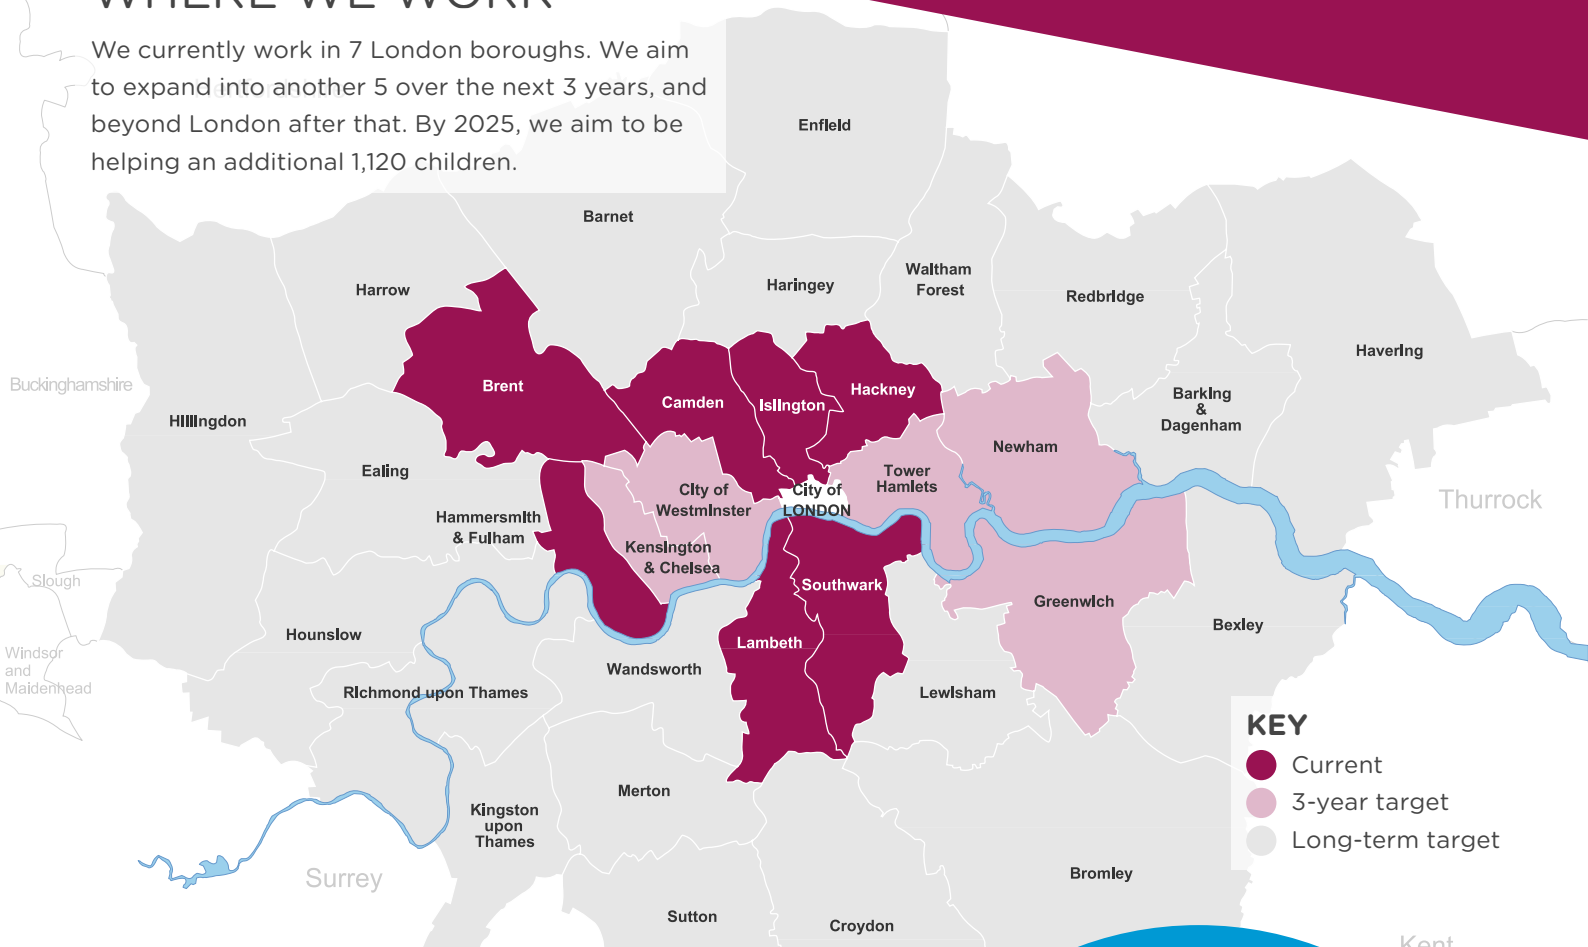 WHERE WE WORK
We currently work in 7 London boroughs. We aim
to expand into another 5 over the next 3 years, and
beyond London after that. By 2025, we aim to be
helping an additional 1,120 children.
Enfield
Barnet
Harrow
Haringey
Waltham
Forest
Redbridge
Havering
Buckinghamshire
Brent
Camden
Islington
Hackney
Barking
&
Dagenham
Hillingdon
Ealing
Newham
Tower
Hamlets
City of
Westminster
City of
LONDON
Thurrock
Hammersmith
& Fulham
Kensington
& Chelsea
Slough
Southwark
Greenwich
Hounslow
Bexley
Lambeth
Windsor
and
Maidenhead
Wandsworth
Richmond upon Thames
Lewisham
KEY
Current
3-year target
Long-term target
Merton
Kingston
upon
Thames
Surrey
Bromley
Sutton
Croydon
Kent